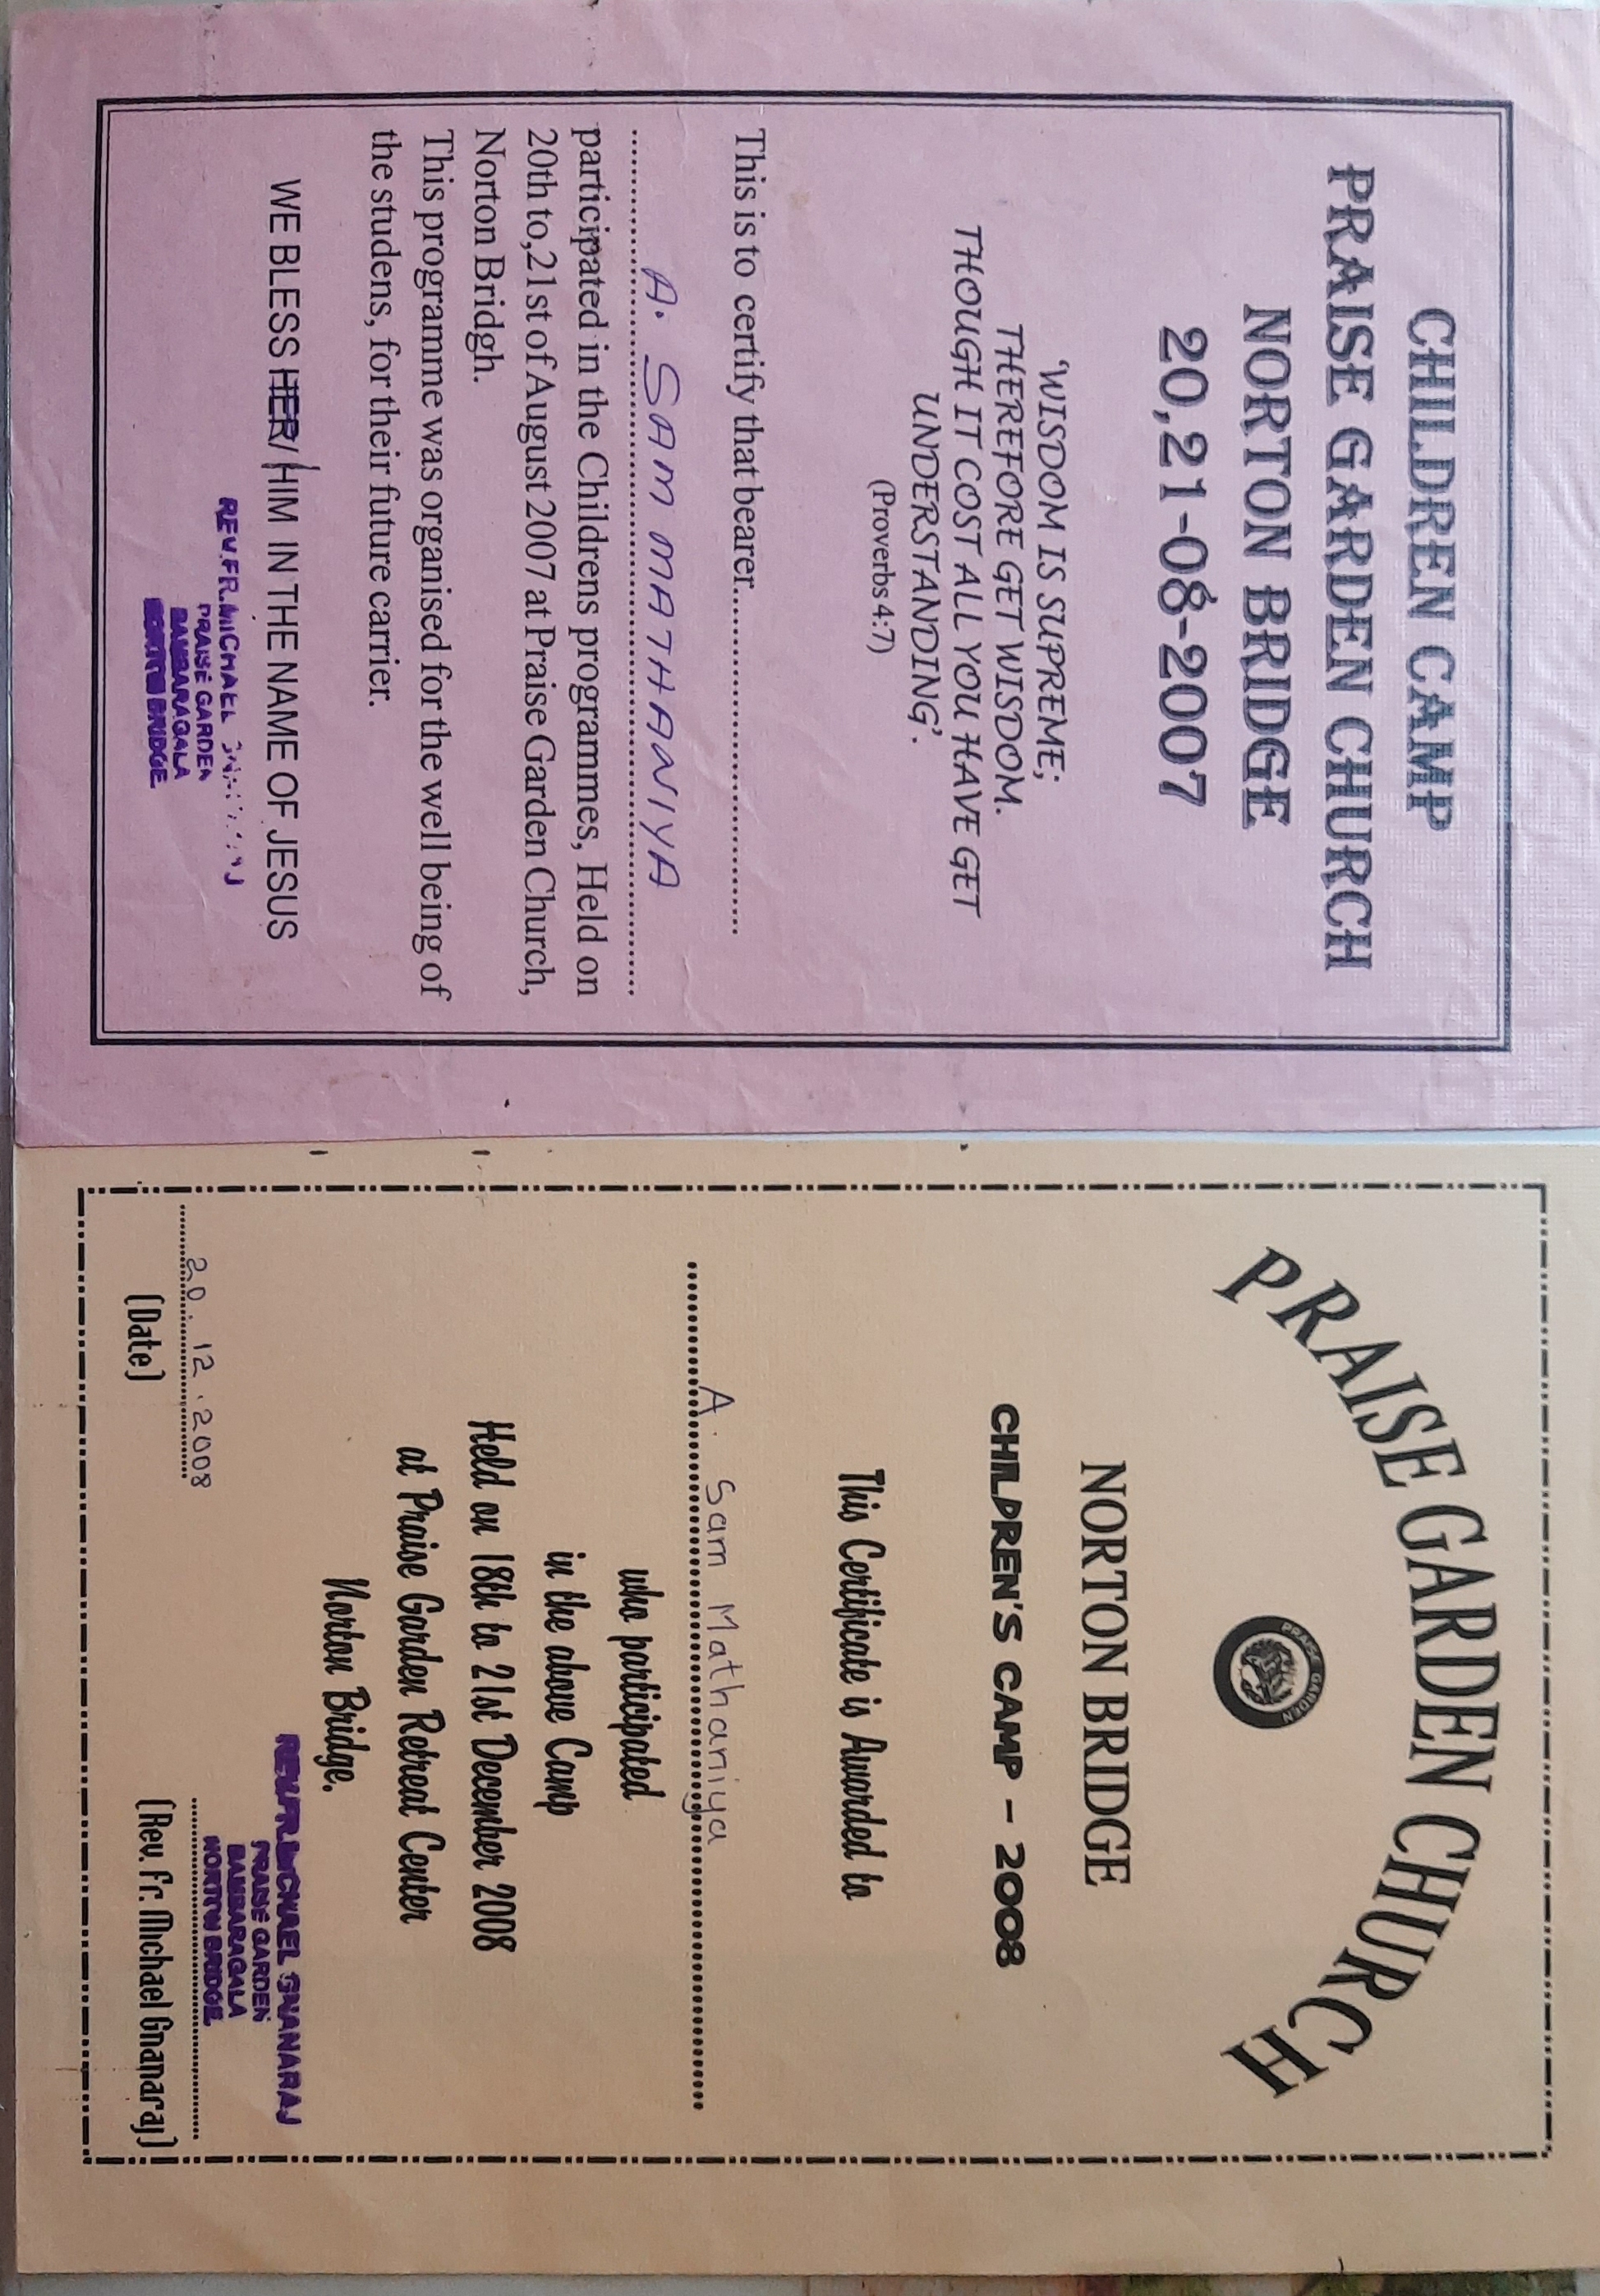 CHILDREN CAMP
PRAISE GARDEN CHURCH
NORTON BRIDGE
20,21-08-2007
‘WISDOM IS SUPREME;
THEREFORE GET WISDOM.
THOUGH IT COST ALL YOU HAVE GET
UNDERSTANDING’.
(Proverbs 4:7)
This is to certify that bearer..................................
A. SAM MATHANIYA
participated in the Childrens programmes, Held on
20th to,21st of August 2007 at Praise Garden Church,
Norton Bridgh.
This programme was organised for the well being of
the studens, for their future carrier.
WE BLESS HER/ HIM IN THE NAME OF JESUS
REV.FR.MICHAEL
PRAISE GARDEN
BAMBARAGALA
NORTON BRIDGE.
PRAISE GARDEN CHURCH
PRAISE GARDEN
NORTON BRIDGE
CHILDREN'S CAMP - 2008
This Certificate is Awarded to
A. Sam Mathaniya
who participated
in the above Camp
Held on 18th to 21st December 2008
at Praise Garden Retreat Center
Norton Bridge.
REV.FR.MICHAEL GNANARAJ
PRAISE GARDEN
BAMBARAGALA
NORTON BRIDGE.
20.12.2008
(Date)
(Rev. Fr. Michael Gnanaraj)